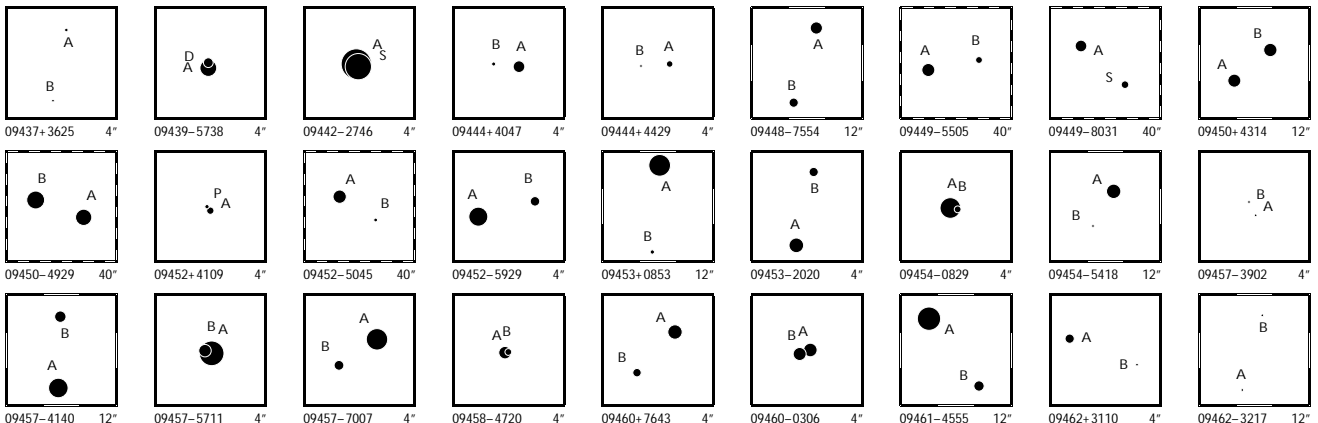 A
B
09437+3625 4″
D
A
09439−5738 4″
A
S
09442−2746 4″
B A
09444+4047 4″
B A
09444+4429 4″
A
B
09448−7554 12″
A B
09449−5505 40″
A
S
09449−8031 40″
B
A
09450+4314 12″
B
A
09450−4929 40″
P
A
09452+4109 4″
A
B
09452−5045 40″
B
A
09452−5929 4″
A
B
09453+0853 12″
B
A
09453−2020 4″
A B
09454−0829 4″
A
B
09454−5418 12″
B
A
09457−3902 4″
B
A
09457−4140 12″
B A
09457−5711 4″
A
B
09457−7007 4″
A B
09458−4720 4″
A
B
09460+7643 4″
B A
09460−0306 4″
A
B
09461−4555 12″
A
B
09462+3110 4″
B
A
09462−3217 12″